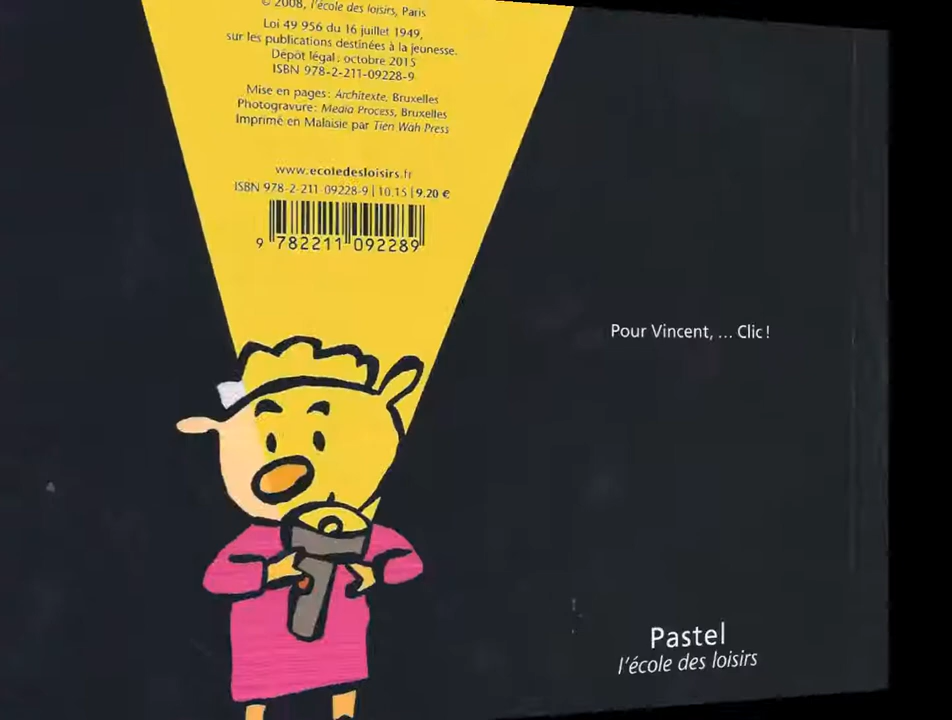 © 2008, l'école des loisirs, Paris
Loi 49 956 du 16 juillet 1949,
sur les publications destinées à la jeunesse.
Dépôt légal: octobre 2015
ISBN 978-2-211-09228-9
Mise en pages: Architexte, Bruxelles
Photogravure: Media Process, Bruxelles
Imprimé en Malaisie par Tien Wah Press
www.ecoledesloisirs.fr
ISBN 978-2-211-09228-9 | 10.15 | 9.20 €
9 782211 092289
Pour Vincent, ... Clic!
Pastel
l'école des loisirs